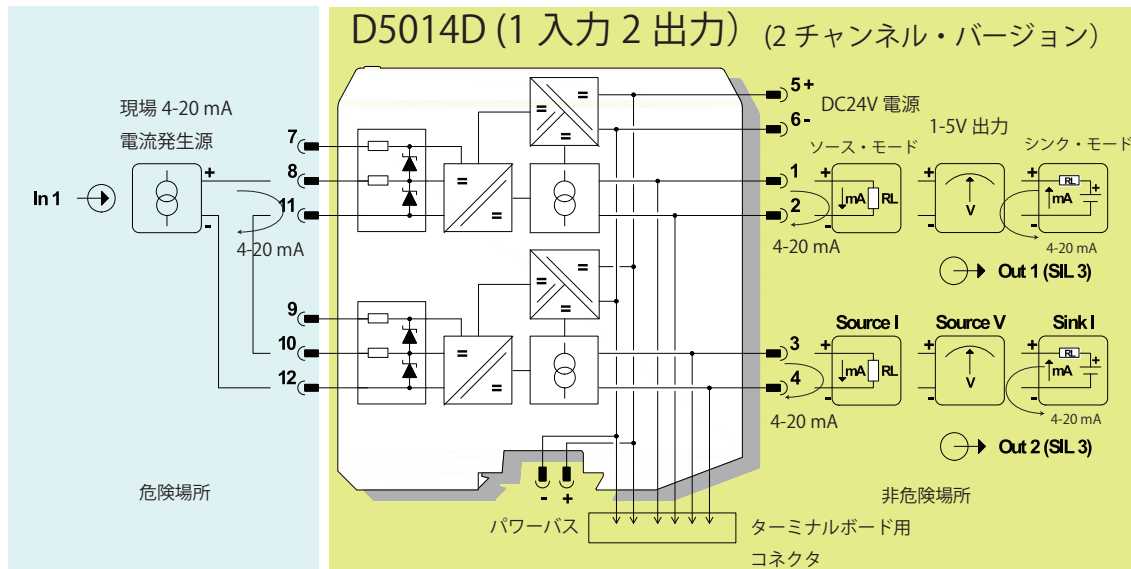 D5014D (1 入力 2 出力） (2 チャンネル・バージョン）
現場 4-20 mA
電流発生源
In 1
+
-
4-20 mA
7
8
11
9
10
12
危険場所
5 +
6 -
DC24V 電源
1
2
3
4
ソース・モード
1-5V 出力
シンク・モード
+
-
mA
RL
4-20 mA
+
-
V
+
-
RL
mA
+
4-20 mA
Out 1 (SIL 3)
Source I
Source V
Sink I
+
-
mA
RL
4-20 mA
+
-
V
+
-
RL
mA
+
4-20 mA
Out 2 (SIL 3)
- +
パワーバス
ターミナルボード用
コネクタ
非危険場所